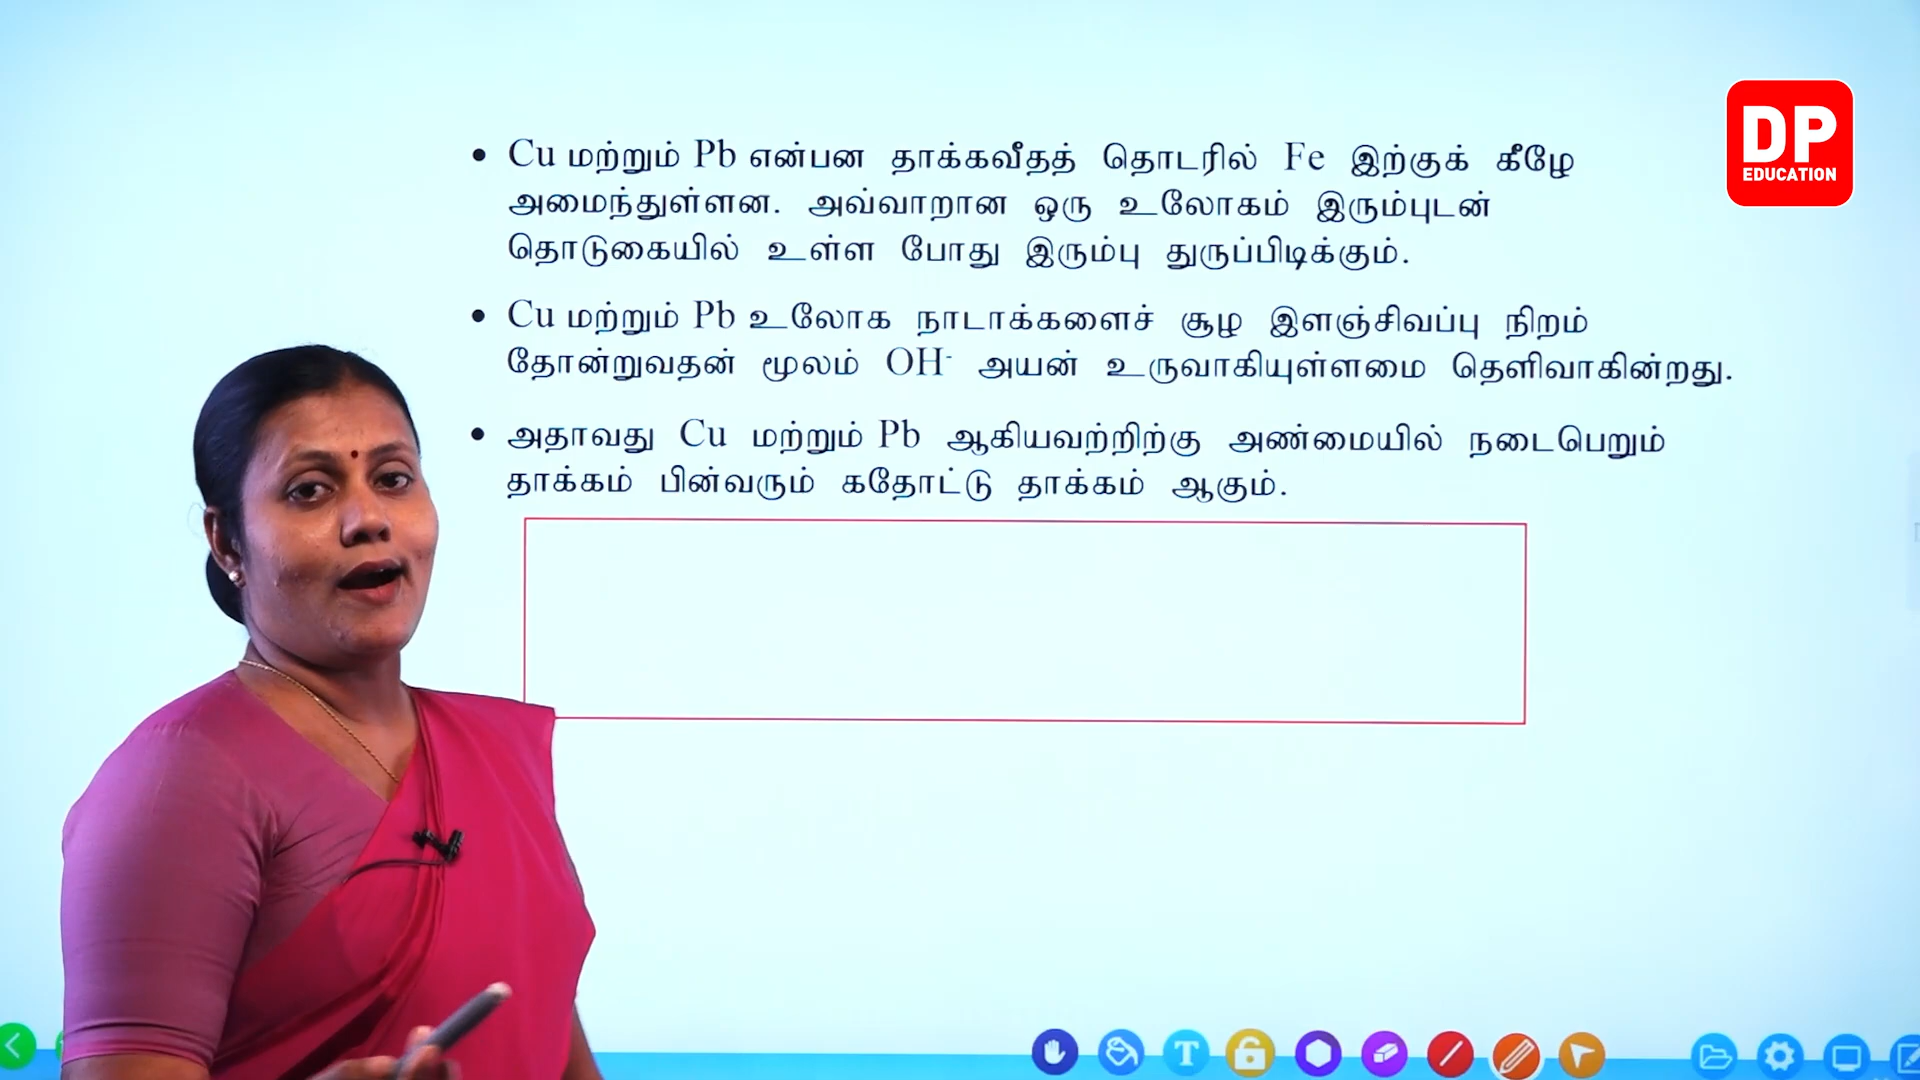 DP
EDUCATION
• Cu மற்றும் Pb என்பன தாக்கவீதத் தொடரில் Fe இற்குக் கீழே
அமைந்துள்ளன. அவ்வாறான ஒரு உலோகம் இரும்புடன்
தொடுகையில் உள்ள போது இரும்பு துருப்பிடிக்கும்.
• Cu மற்றும் Pb உலோக நாடாக்களைச் சூழ இளஞ்சிவப்பு நிறம்
தோன்றுவதன் மூலம் OH⁻ அயன் உருவாகியுள்ளமை தெளிவாகின்றது.
• அதாவது Cu மற்றும் Pb ஆகியவற்றிற்கு அண்மையில் நடைபெறும்
தாக்கம் பின்வரும் கதோட்டு தாக்கம் ஆகும்.
T